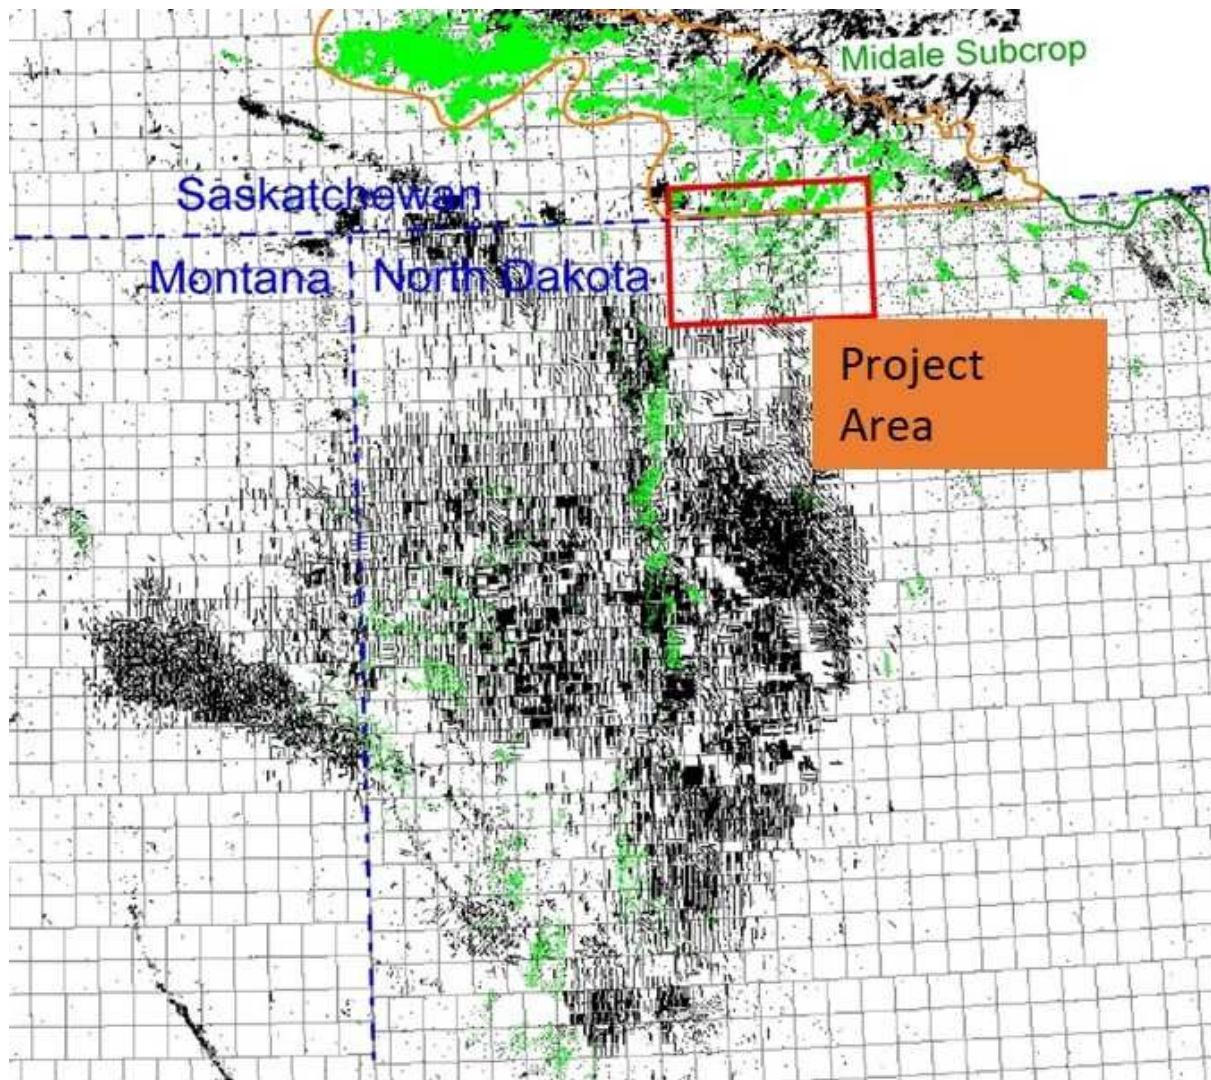 Midale Subcrop
Saskatchewan
Montana
North Dakota
Project
Area